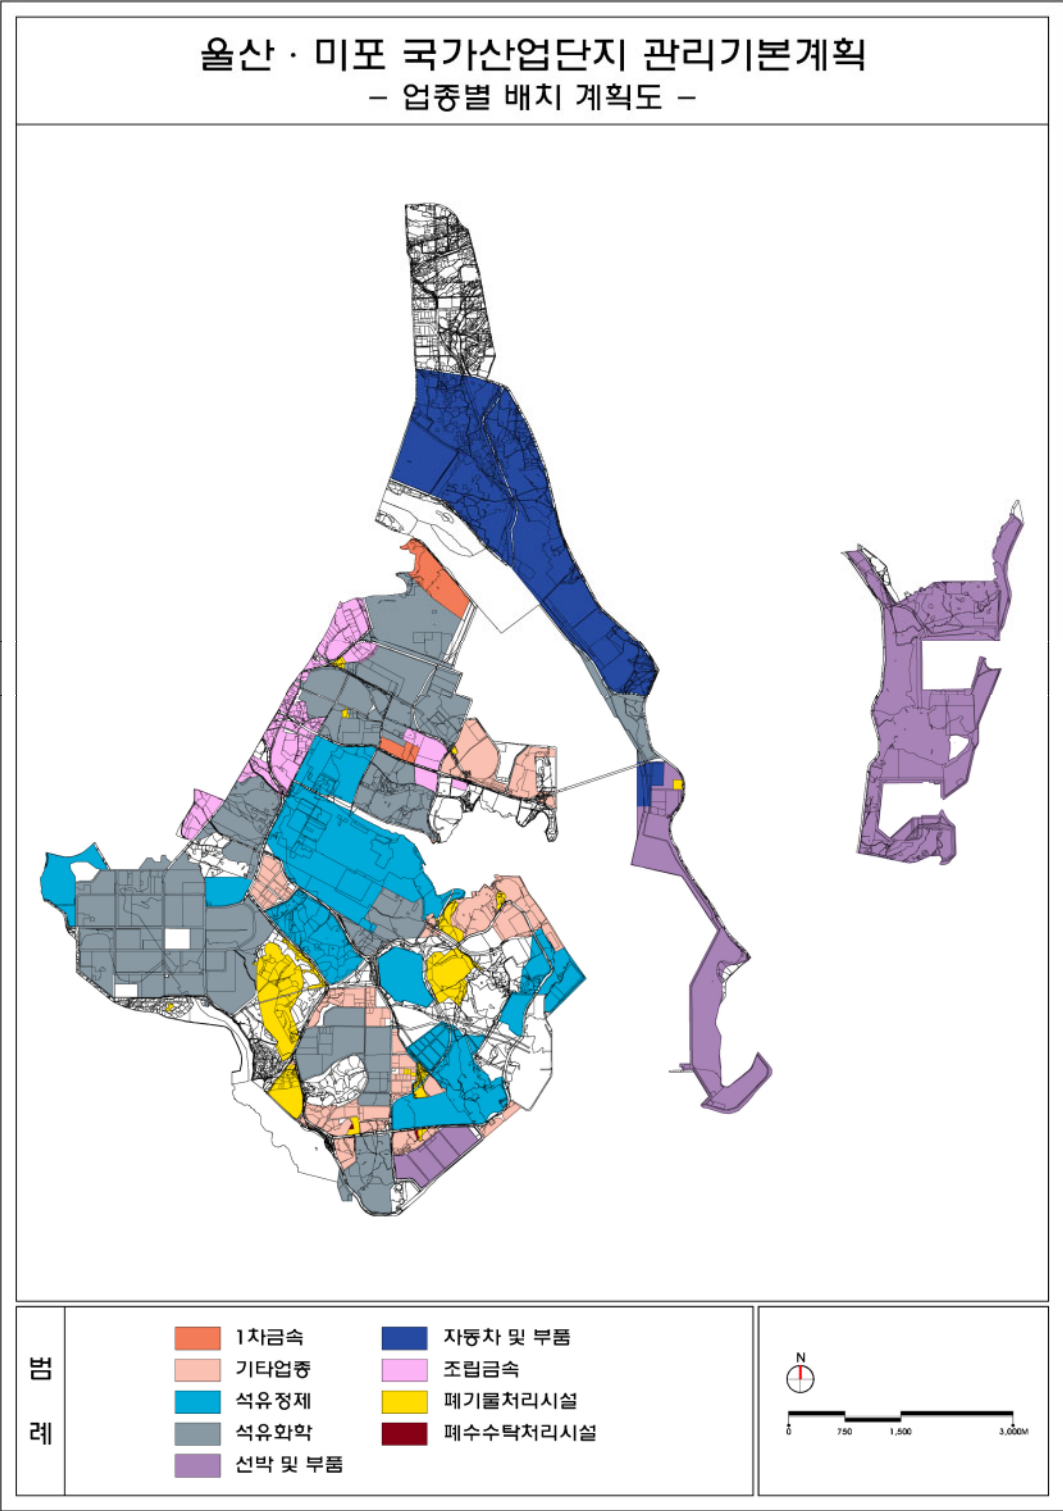 울산 · 미포 국가산업단지 관리기본계획
– 업종별 배치 계획도 –
범
례
1차금속
기타업종
석유정제
석유화학
선박 및 부품
자동차 및 부품
조립금속
폐기물처리시설
폐수수탁처리시설
N
0 750 1,500 3,000M